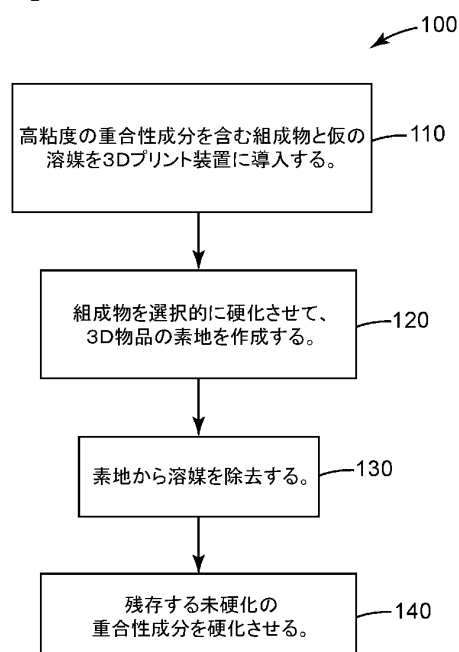 100
高粘度の重合性成分を含む組成物と仮の
溶媒を3Dプリント装置に導入する。
110
組成物を選択的に硬化させて、
3D物品の素地を作成する。
120
素地から溶媒を除去する。
130
残存する未硬化の
重合性成分を硬化させる。
140